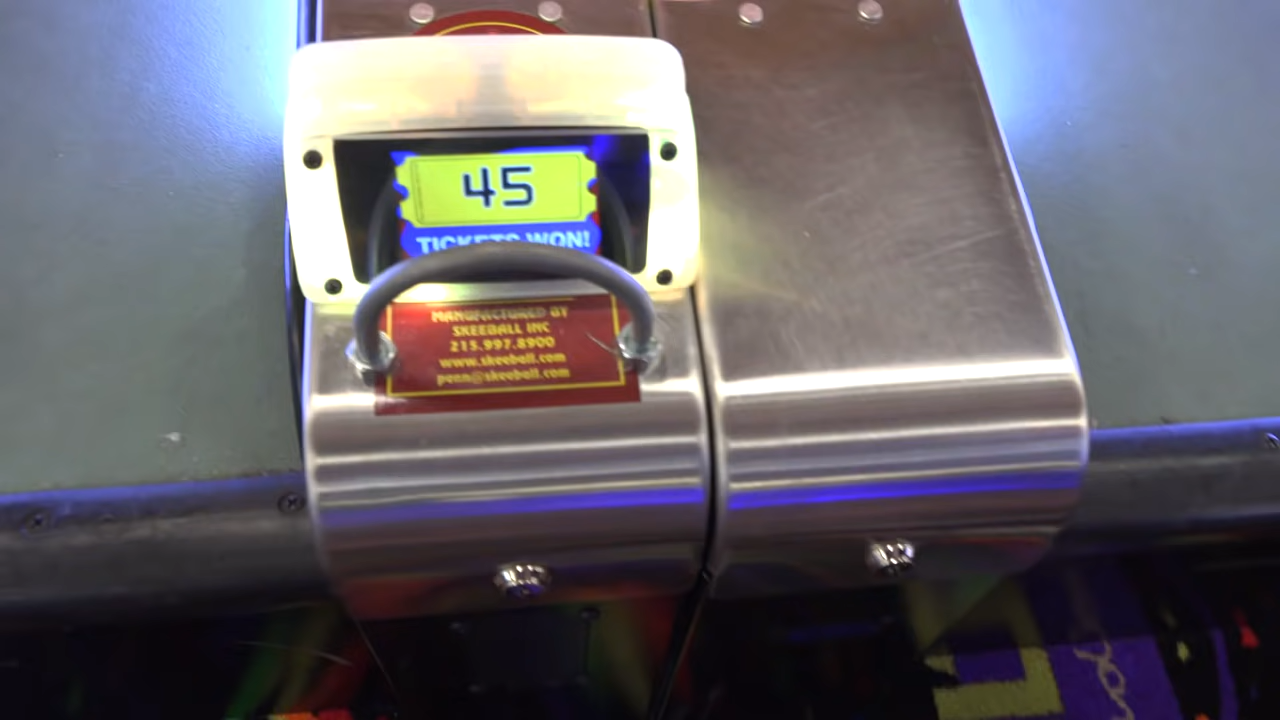 45
TICKETS WON!
MANUFACTURED BY
SKEEBALL INC
215.997.8900
www.skeeball.com
penn@skeeball.com